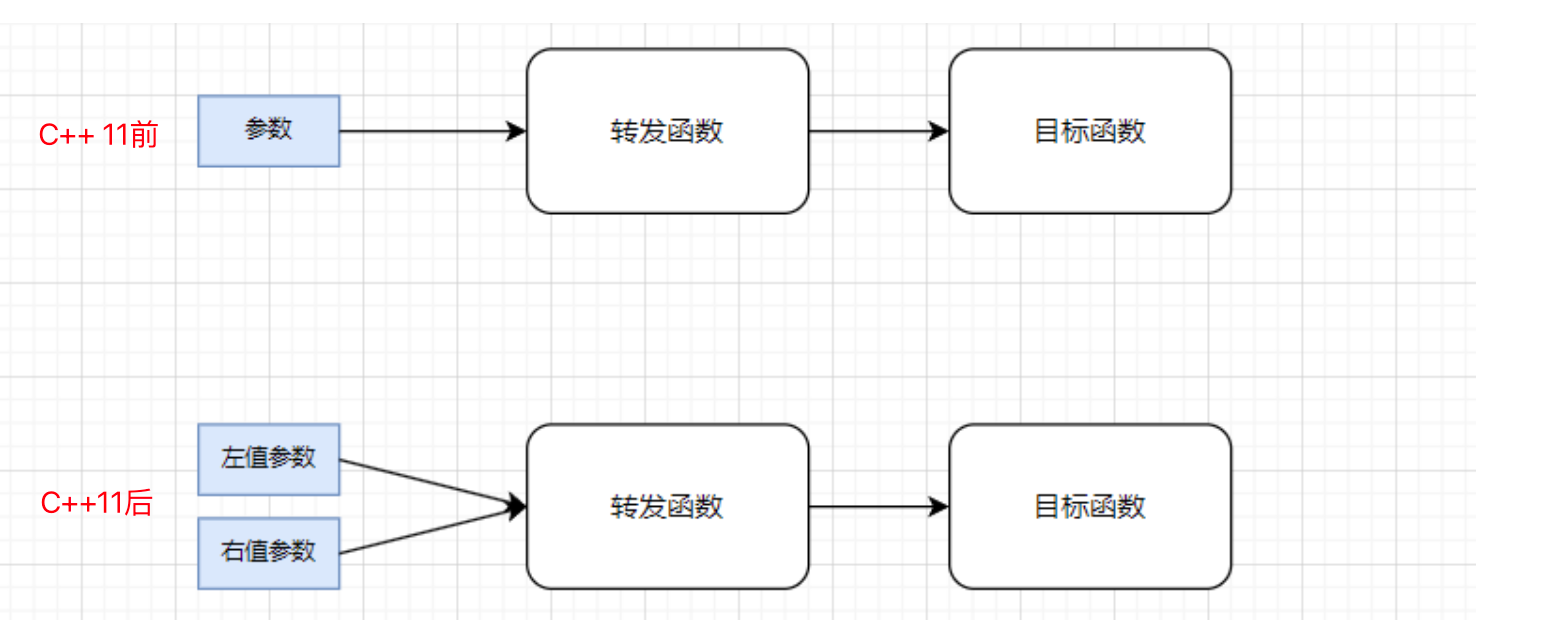 C++ 11前
参数
转发函数
目标函数
C++11后
左值参数
右值参数
转发函数
目标函数